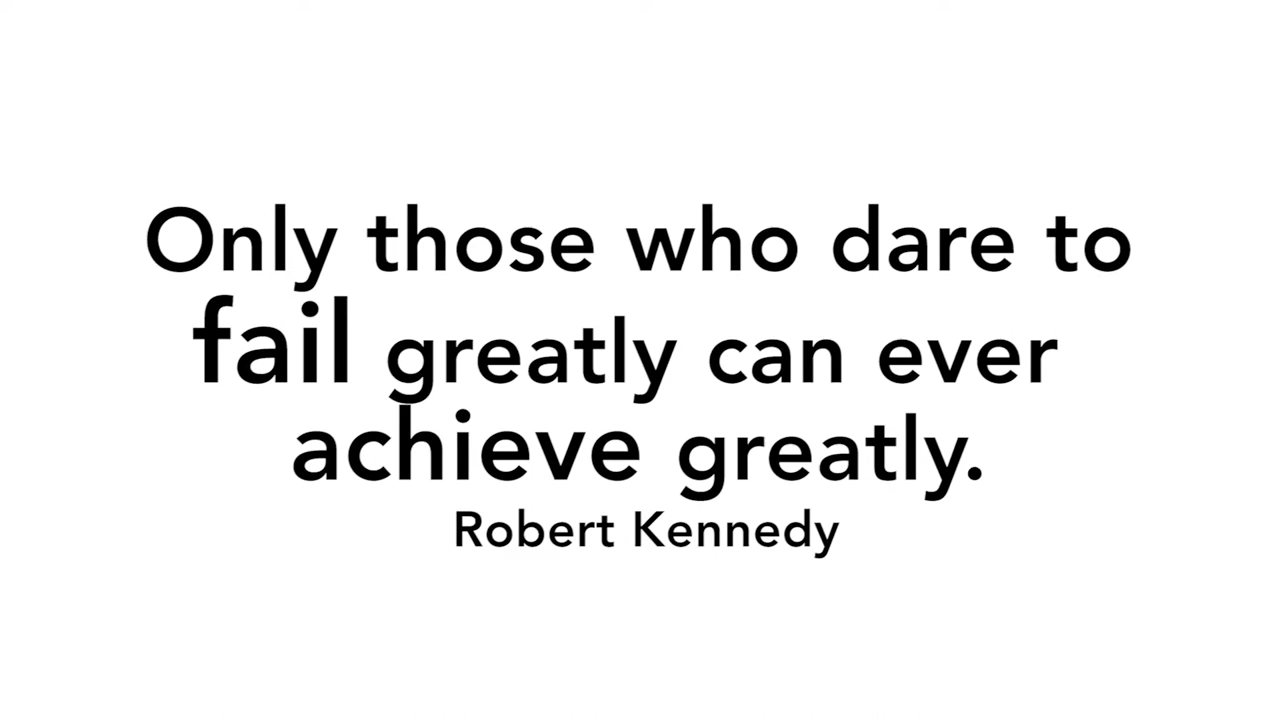 Only those who dare to
fail greatly can ever
achieve greatly.
Robert Kennedy